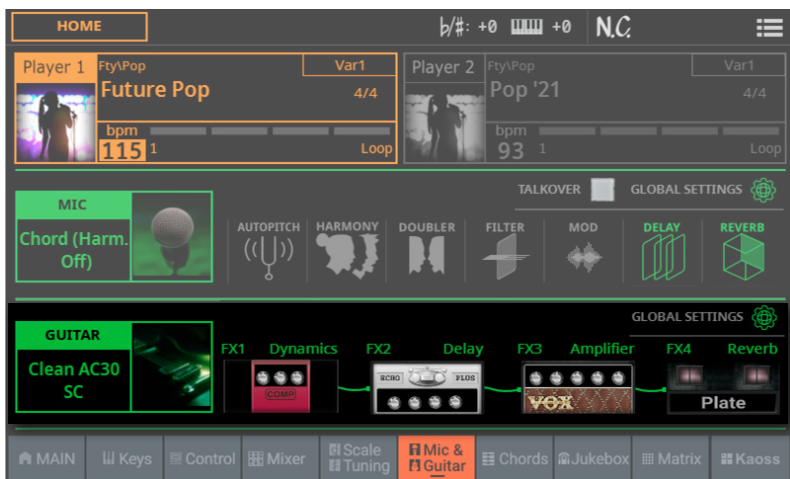 HOME
b/#: +0 +0 N.C.
Player 1 Fty\Pop Var1
Future Pop 4/4
bpm
115 1 Loop
Player 2 Fty\Pop Var1
Pop '21 4/4
bpm
93 1 Loop
TALKOVER GLOBAL SETTINGS
MIC
Chord (Harm.
Off)
AUTOPITCH HARMONY DOUBLER FILTER MOD DELAY REVERB
GLOBAL SETTINGS
GUITAR
Clean AC30
SC
FX1 Dynamics FX2 Delay FX3 Amplifier FX4 Reverb
COMP
ECHO PLUS
VOX
Plate
MAIN Keys Control Mixer Scale Tuning Mic & Guitar Chords Jukebox Matrix Kaoss